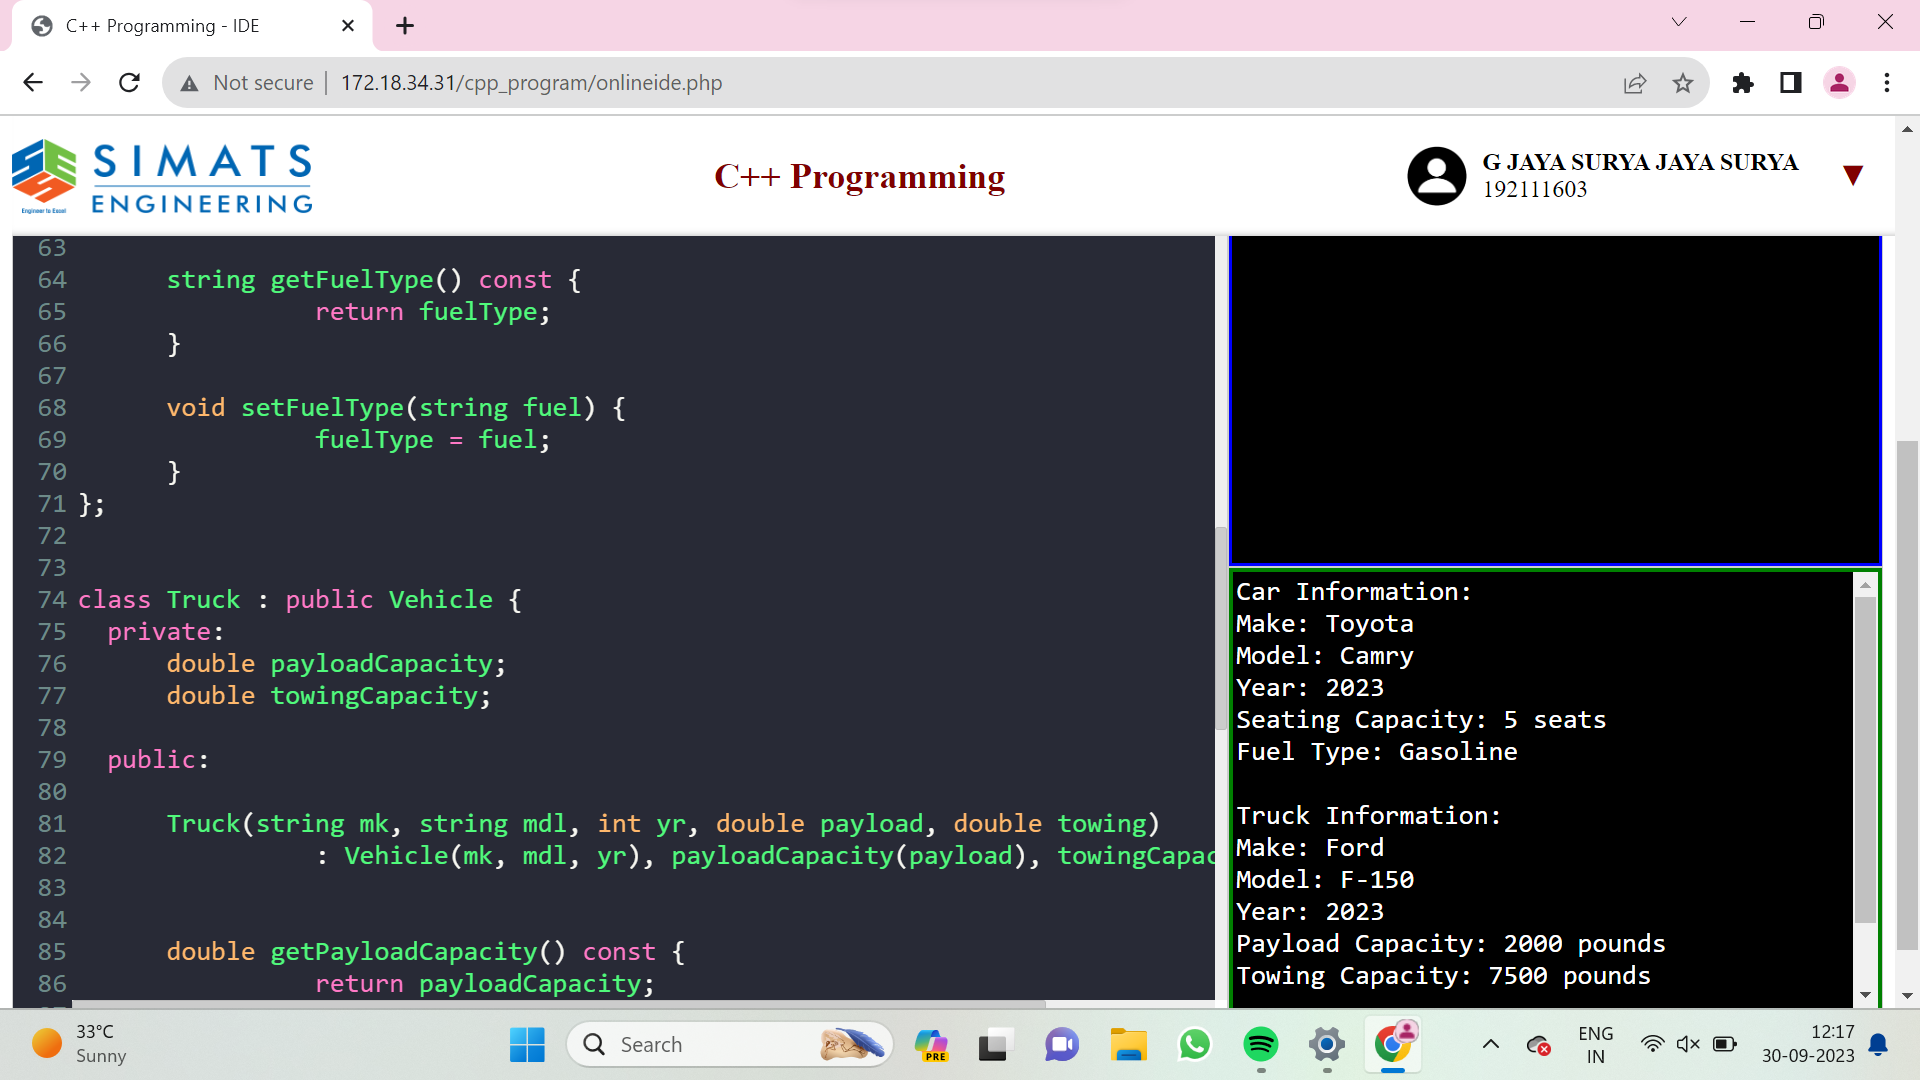 C++ Programming - IDE
Not secure | 172.18.34.31/cpp_program/onlineide.php
SIMATS
ENGINEERING
Engineer to Excel
C++ Programming
G JAYA SURYA JAYA SURYA
192111603
63
64 string getFuelType() const {
65 return fuelType;
66 }
67
68 void setFuelType(string fuel) {
69 fuelType = fuel;
70 }
71 };
72
73
74 class Truck : public Vehicle {
75 private:
76 double payloadCapacity;
77 double towingCapacity;
78
79 public:
80
81 Truck(string mk, string mdl, int yr, double payload, double towing)
82 : Vehicle(mk, mdl, yr), payloadCapacity(payload), towingCapac
83
84
85 double getPayloadCapacity() const {
86 return payloadCapacity;
Car Information:
Make: Toyota
Model: Camry
Year: 2023
Seating Capacity: 5 seats
Fuel Type: Gasoline
Truck Information:
Make: Ford
Model: F-150
Year: 2023
Payload Capacity: 2000 pounds
Towing Capacity: 7500 pounds
33°C
Sunny
Search
PRE
ENG
IN
12:17
30-09-2023